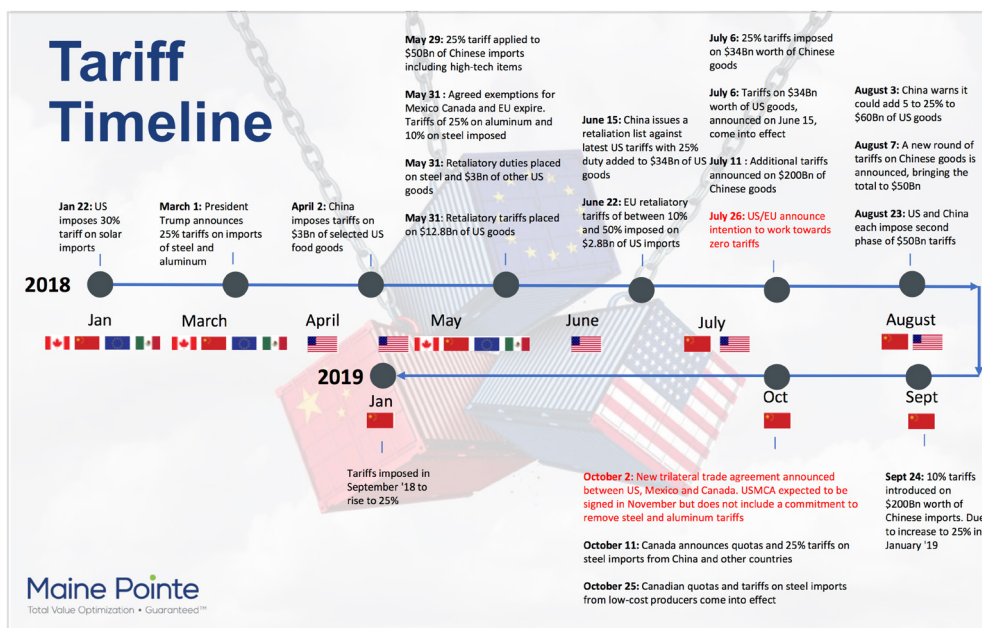 Tariff
Timeline
Jan 22: US
imposes 30%
tariff on solar
imports
March 1: President
Trump announces
25% tariffs on imports
of steel and
aluminum
April 2: China
imposes tariffs on
$3Bn of selected US
food goods
May 29: 25% tariff applied to
$50Bn of Chinese imports
including high-tech items
May 31 : Agreed exemptions for
Mexico Canada and EU expire.
Tariffs of 25% on aluminum and
10% on steel imposed
May 31: Retaliatory duties placed
on steel and $3Bn of other US
goods
May 31: Retaliatory tariffs placed
on $12.8Bn of US goods
June 15: China issues a
retaliation list against
latest US tariffs with 25%
duty added to $34Bn of US
goods
June 22: EU retaliatory
tariffs of between 10%
and 50% imposed on
$2.8Bn of US imports
July 6: 25% tariffs imposed
on $34Bn worth of Chinese
goods
July 6: Tariffs on $34Bn
worth of US goods,
announced on June 15,
come into effect
July 11 : Additional tariffs
announced on $200Bn of
Chinese goods
July 26: US/EU announce
intention to work towards
zero tariffs
August 3: China warns it
could add 5 to 25% to
$60Bn of US goods
August 7: A new round of
tariffs on Chinese goods is
announced, bringing the
total to $50Bn
August 23: US and China
each impose second
phase of $50Bn tariffs
2018
Jan
March
April
May
June
July
August
2019
Jan
Oct
Sept
Tariffs imposed in
September '18 to
rise to 25%
October 2: New trilateral trade agreement announced
between US, Mexico and Canada. USMCA expected to be
signed in November but does not include a commitment to
remove steel and aluminum tariffs
October 11: Canada announces quotas and 25% tariffs on
steel imports from China and other countries
October 25: Canadian quotas and tariffs on steel imports
from low-cost producers come into effect
Sept 24: 10% tariffs
introduced on
$200Bn worth of
Chinese imports. Due
to increase to 25% in
January '19
Maine Pointe
Total Value Optimization • Guaranteed™